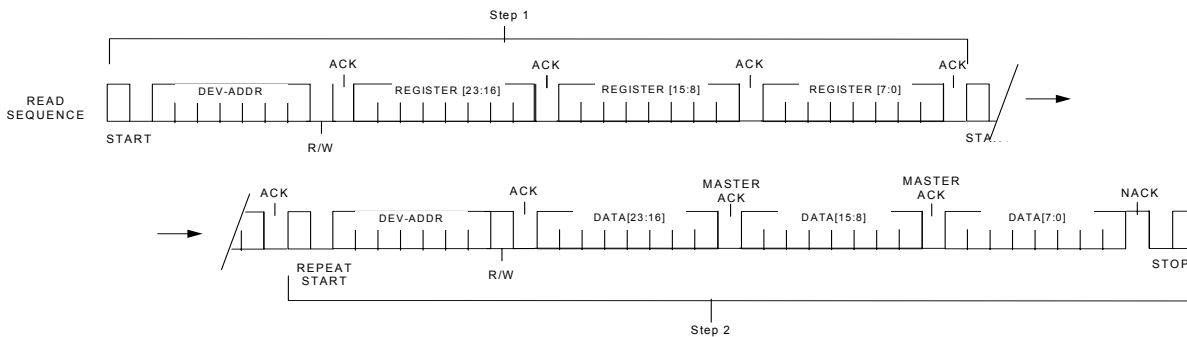 Step 1
ACK ACK ACK ACK
DEV-ADDR REGISTER [23:16] REGISTER [15:8] REGISTER [7:0]
READ
SEQUENCE
START R/W
ACK DEV-ADDR ACK DATA[23:16] MASTER
ACK DATA[15:8] MASTER
ACK DATA[7:0] NACK
REPEAT
START R/W STOP
Step 2